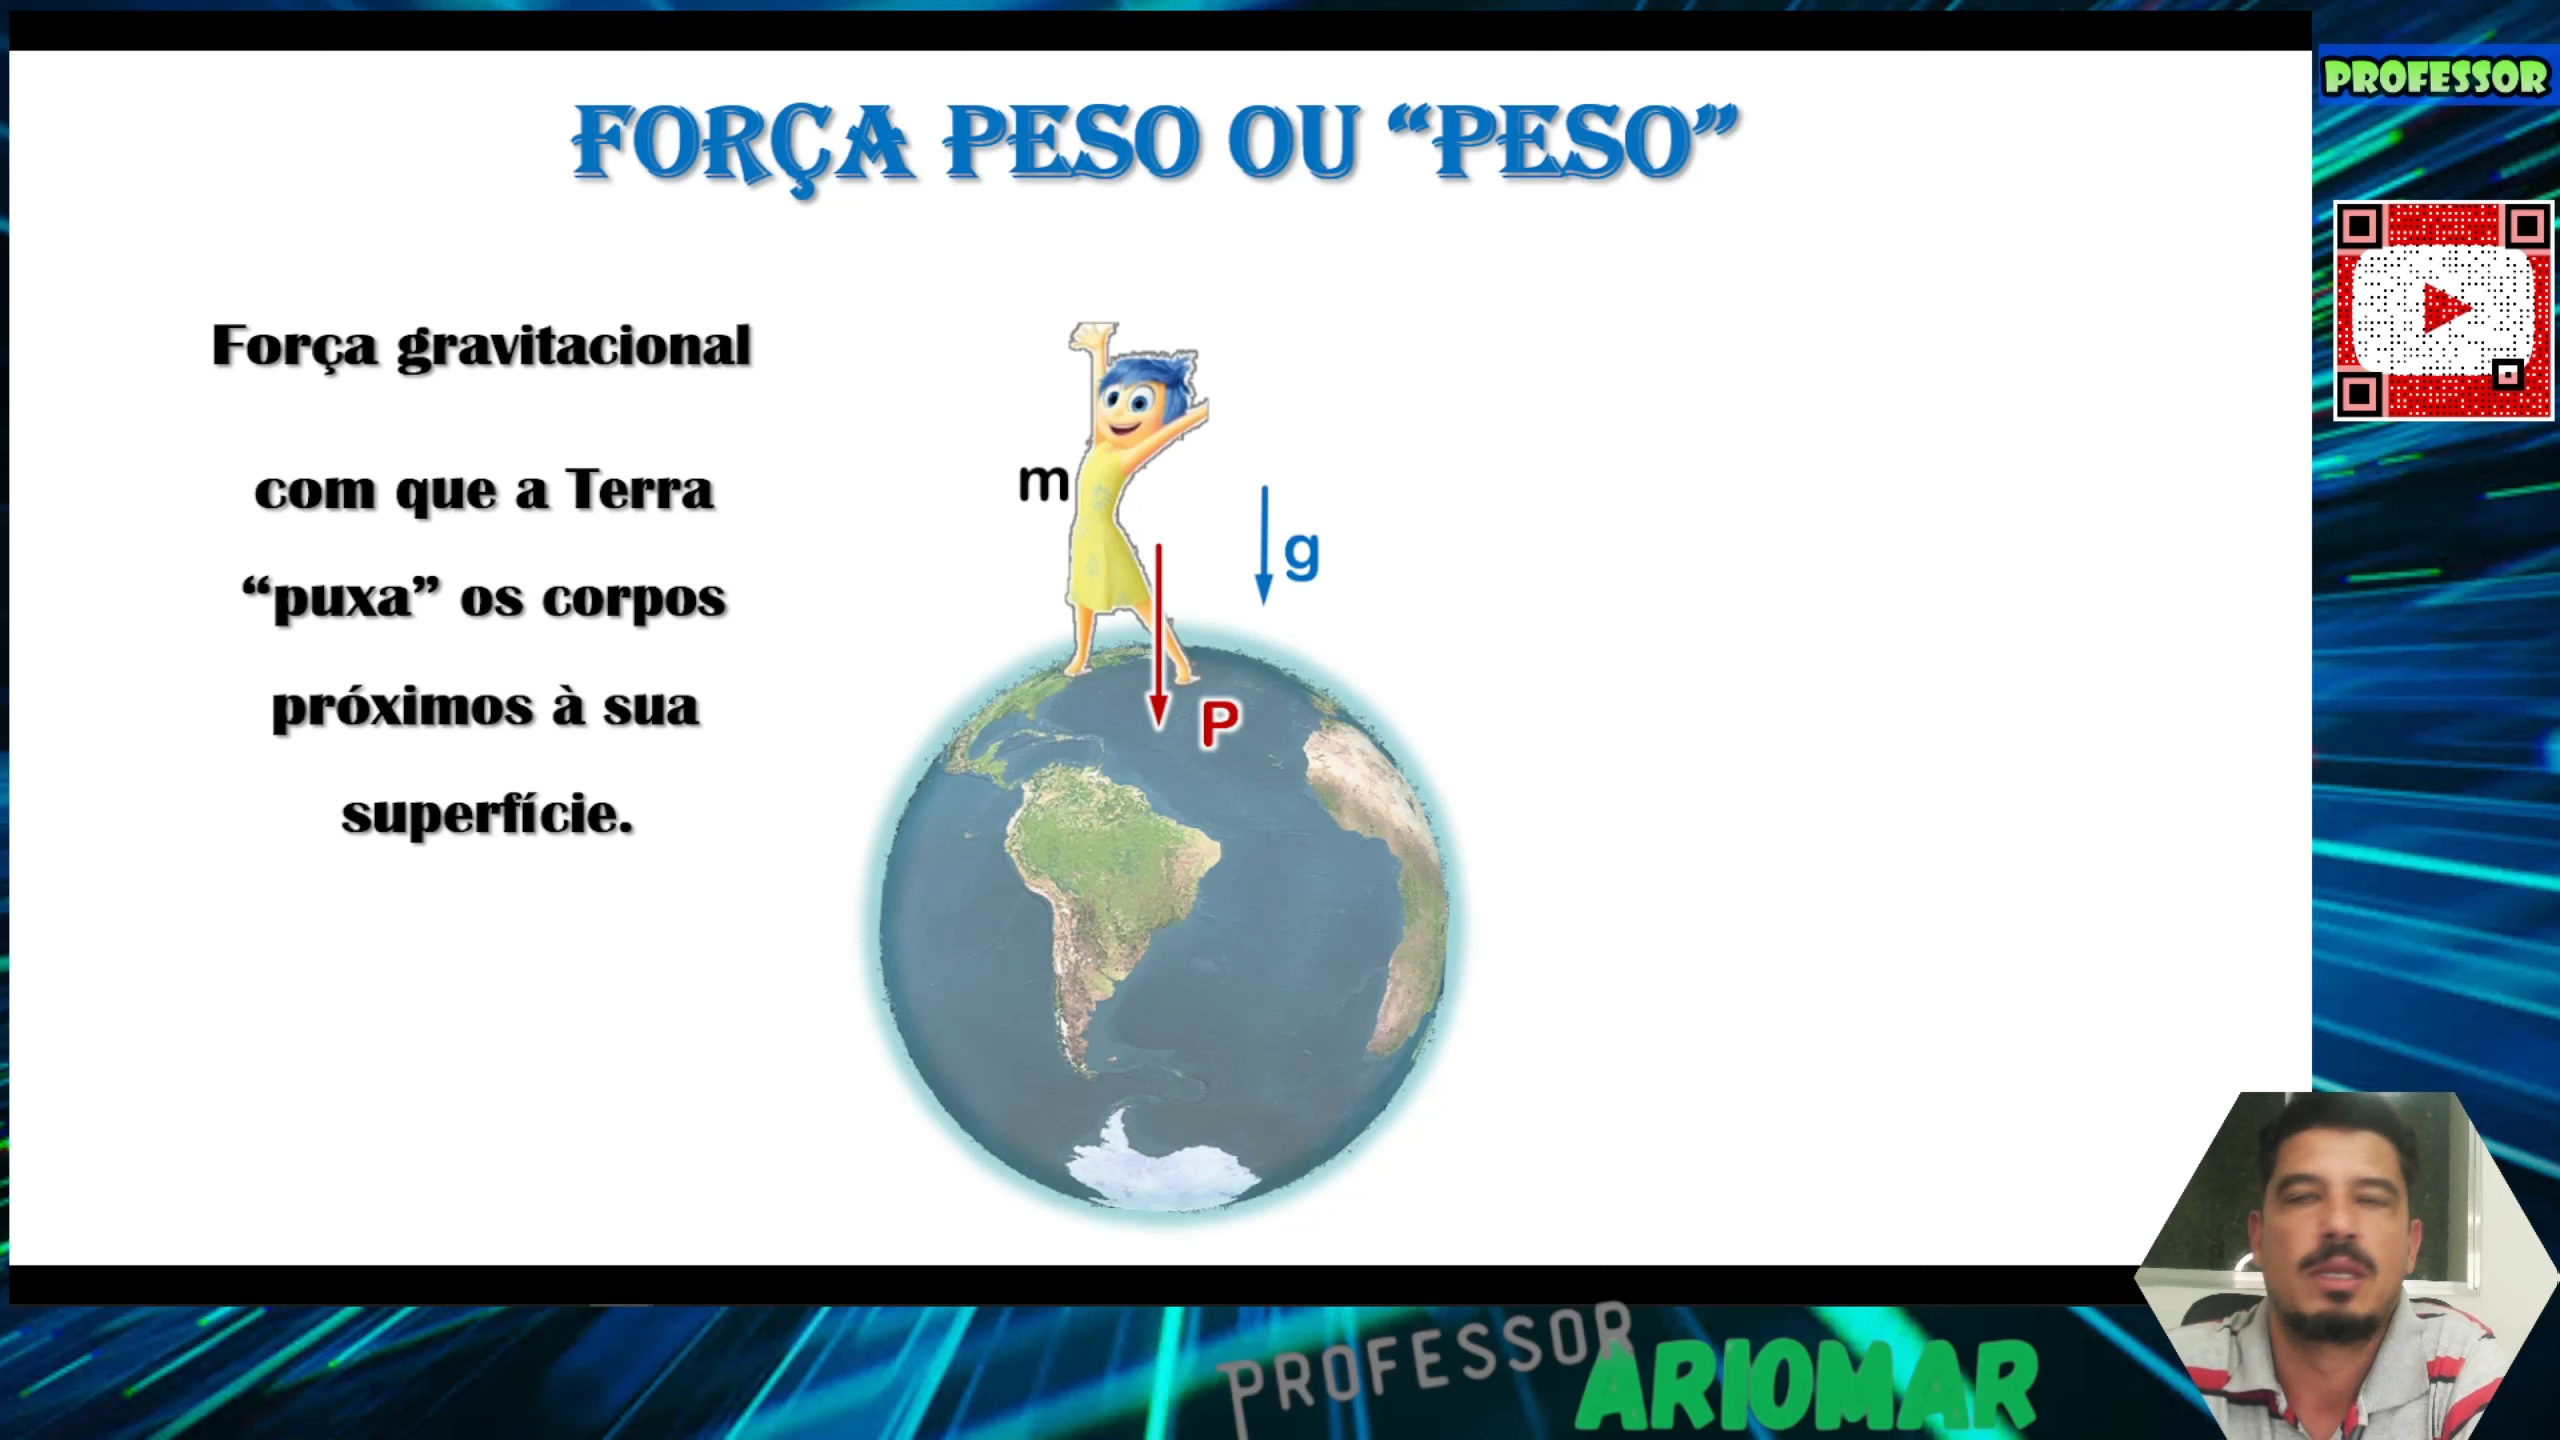 FORÇA PESO OU “PESO”
Força gravitacional
com que a Terra
“puxa” os corpos
próximos à sua
superfície.
m
g
P
PROFESSOR
PROFESSOR
ARIOMAR